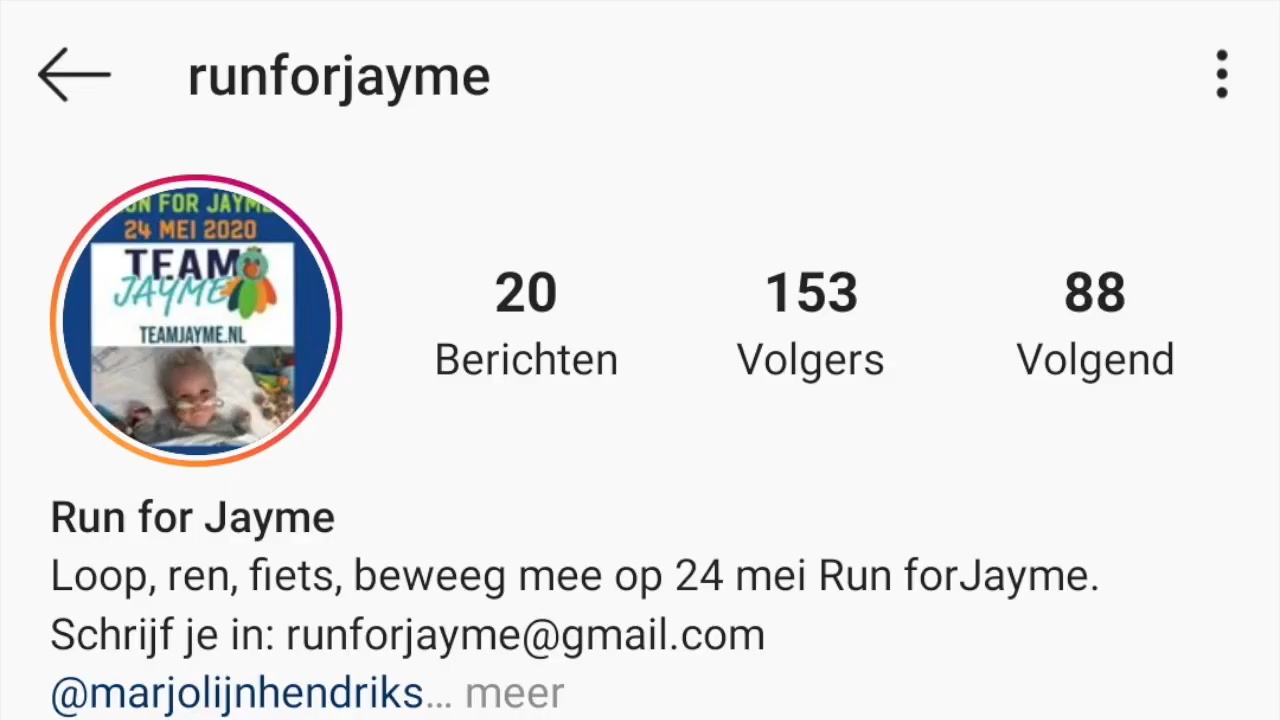 runforjayme
RUN FOR JAYME
24 MEI 2020
TEAM
JAYME
TEAMJAYME.NL
20
153
88
Berichten
Volgers
Volgend
Run for Jayme
Loop, ren, fiets, beweeg mee op 24 mei Run forJayme.
Schrijf je in: runforjayme@gmail.com
@marjolijnhendriks... meer